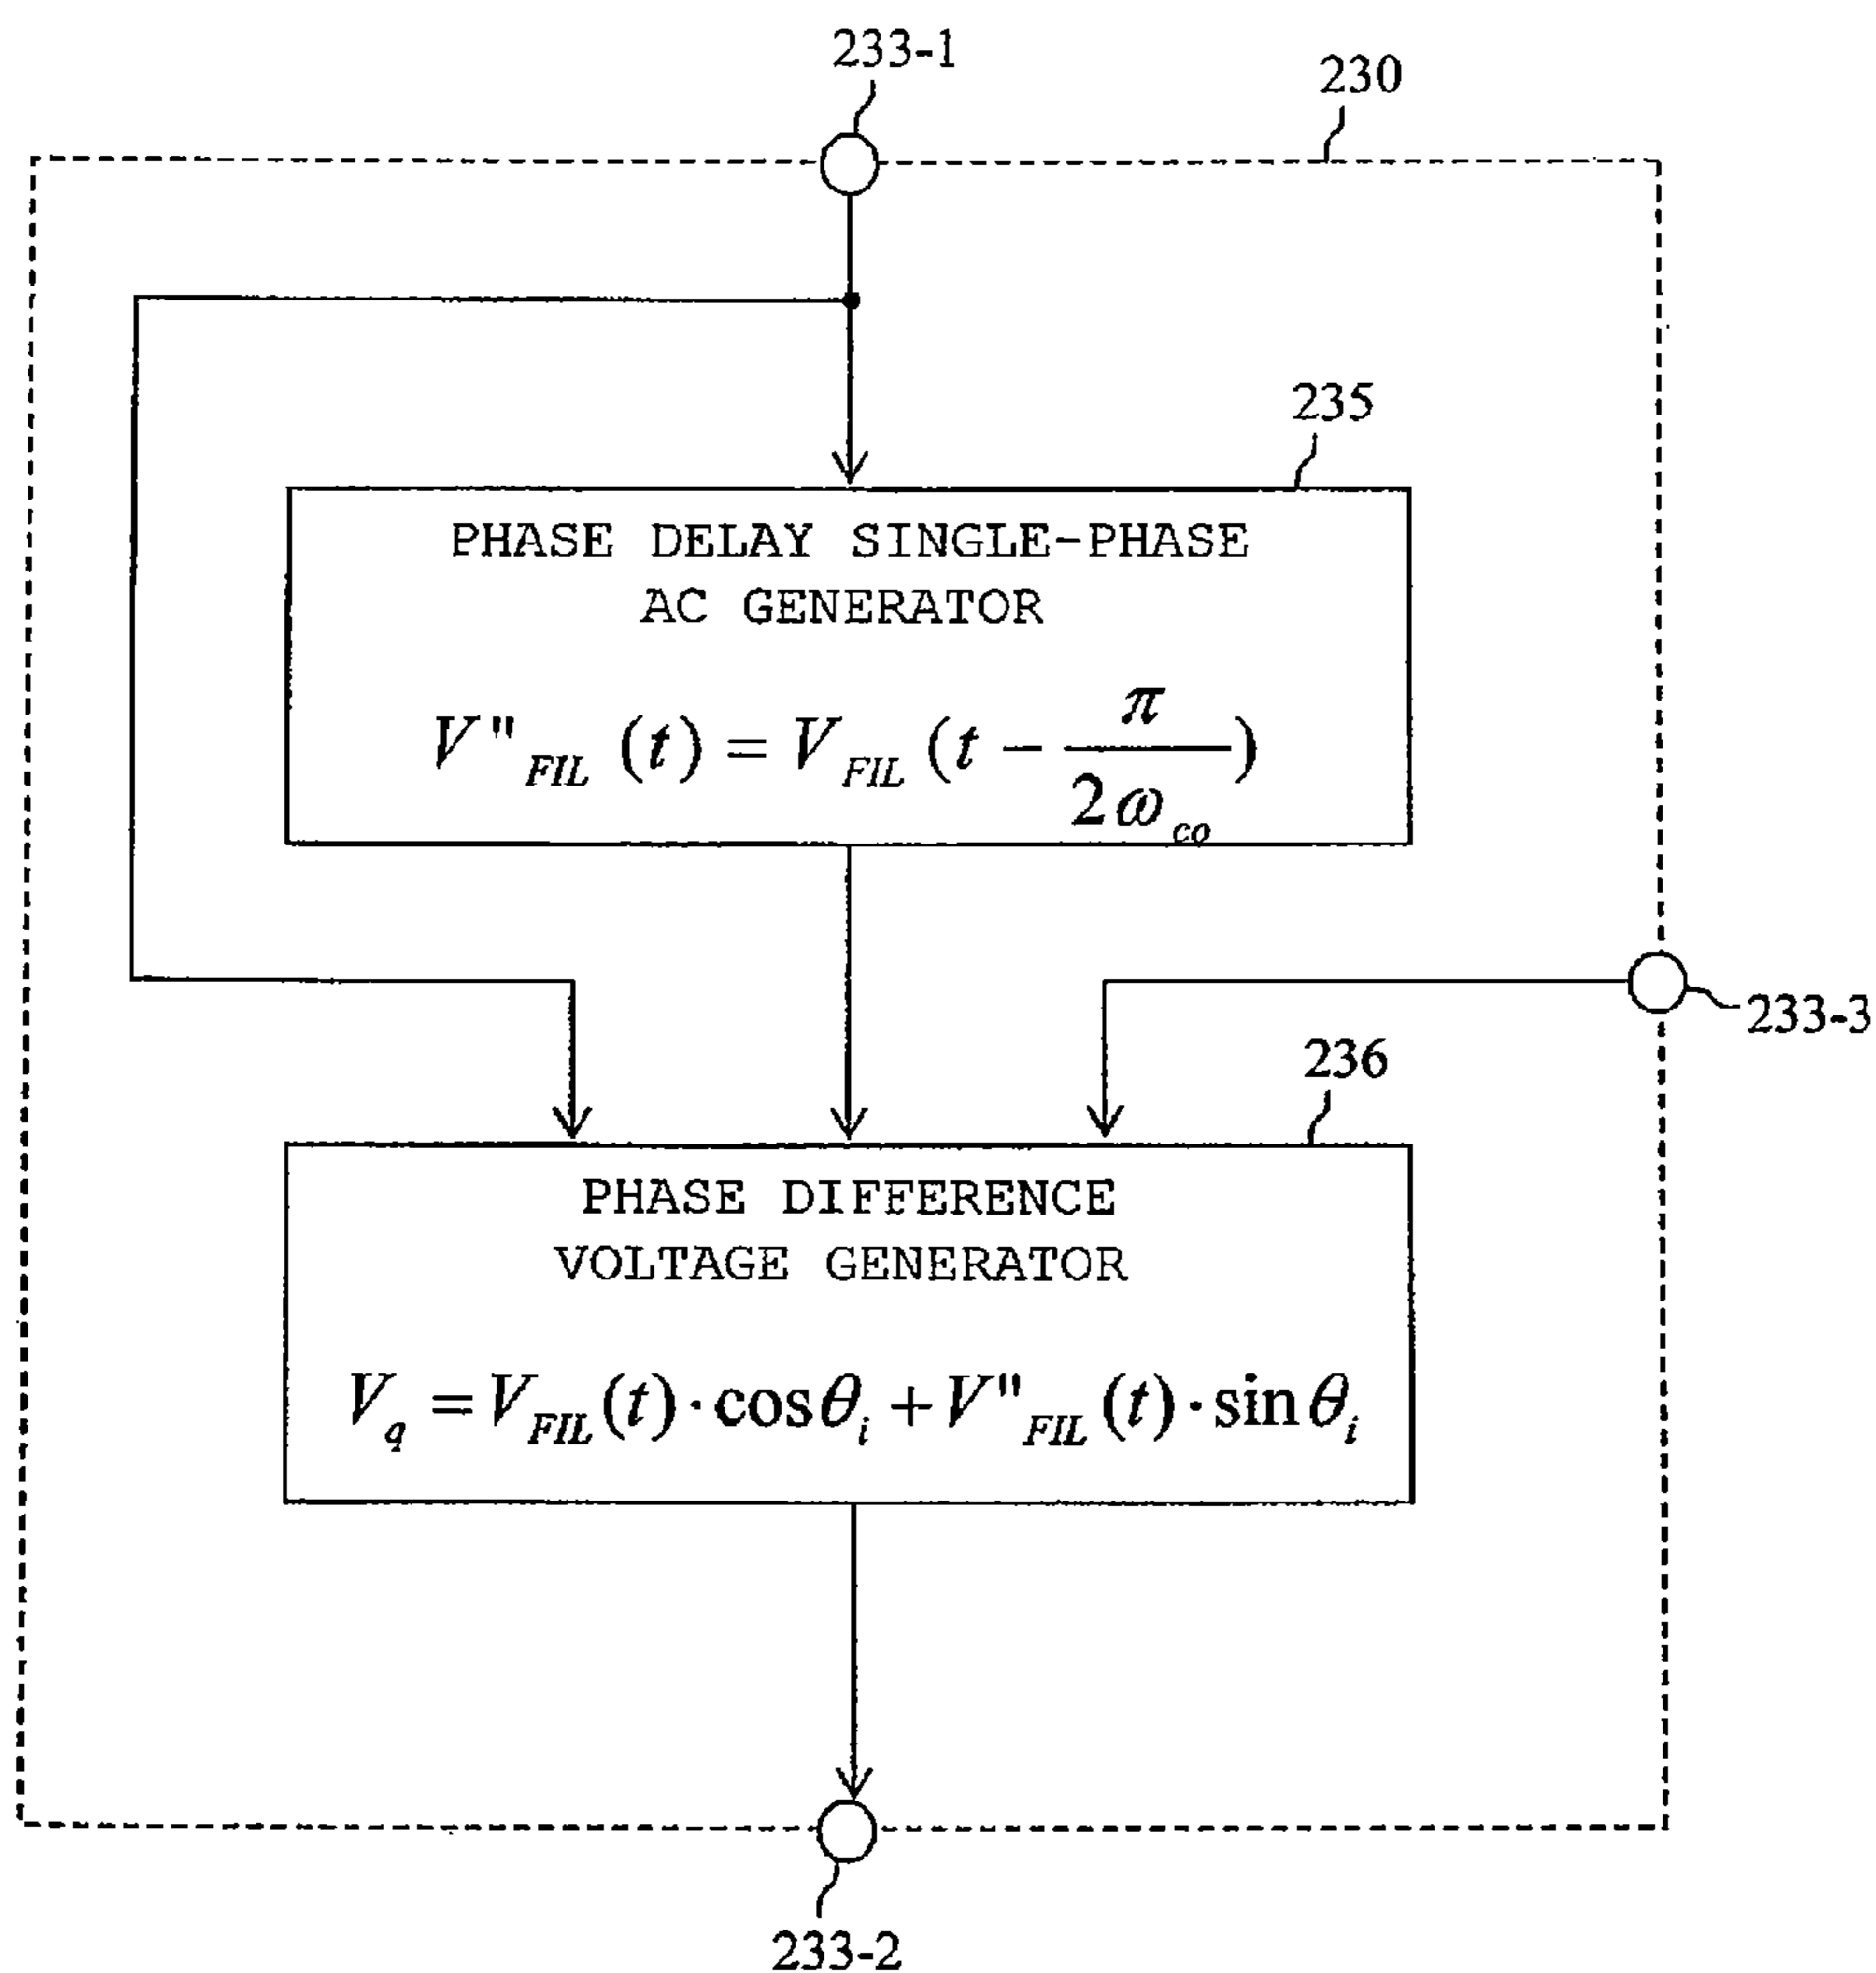 233-1
230
235
PHASE DELAY SINGLE-PHASE
AC GENERATOR
V"FIL (t) = VFIL (t − π/2ωco)
233-3
236
PHASE DIFFERENCE
VOLTAGE GENERATOR
Vq = VFIL(t)·cosθi + V"FIL(t)·sinθi
233-2